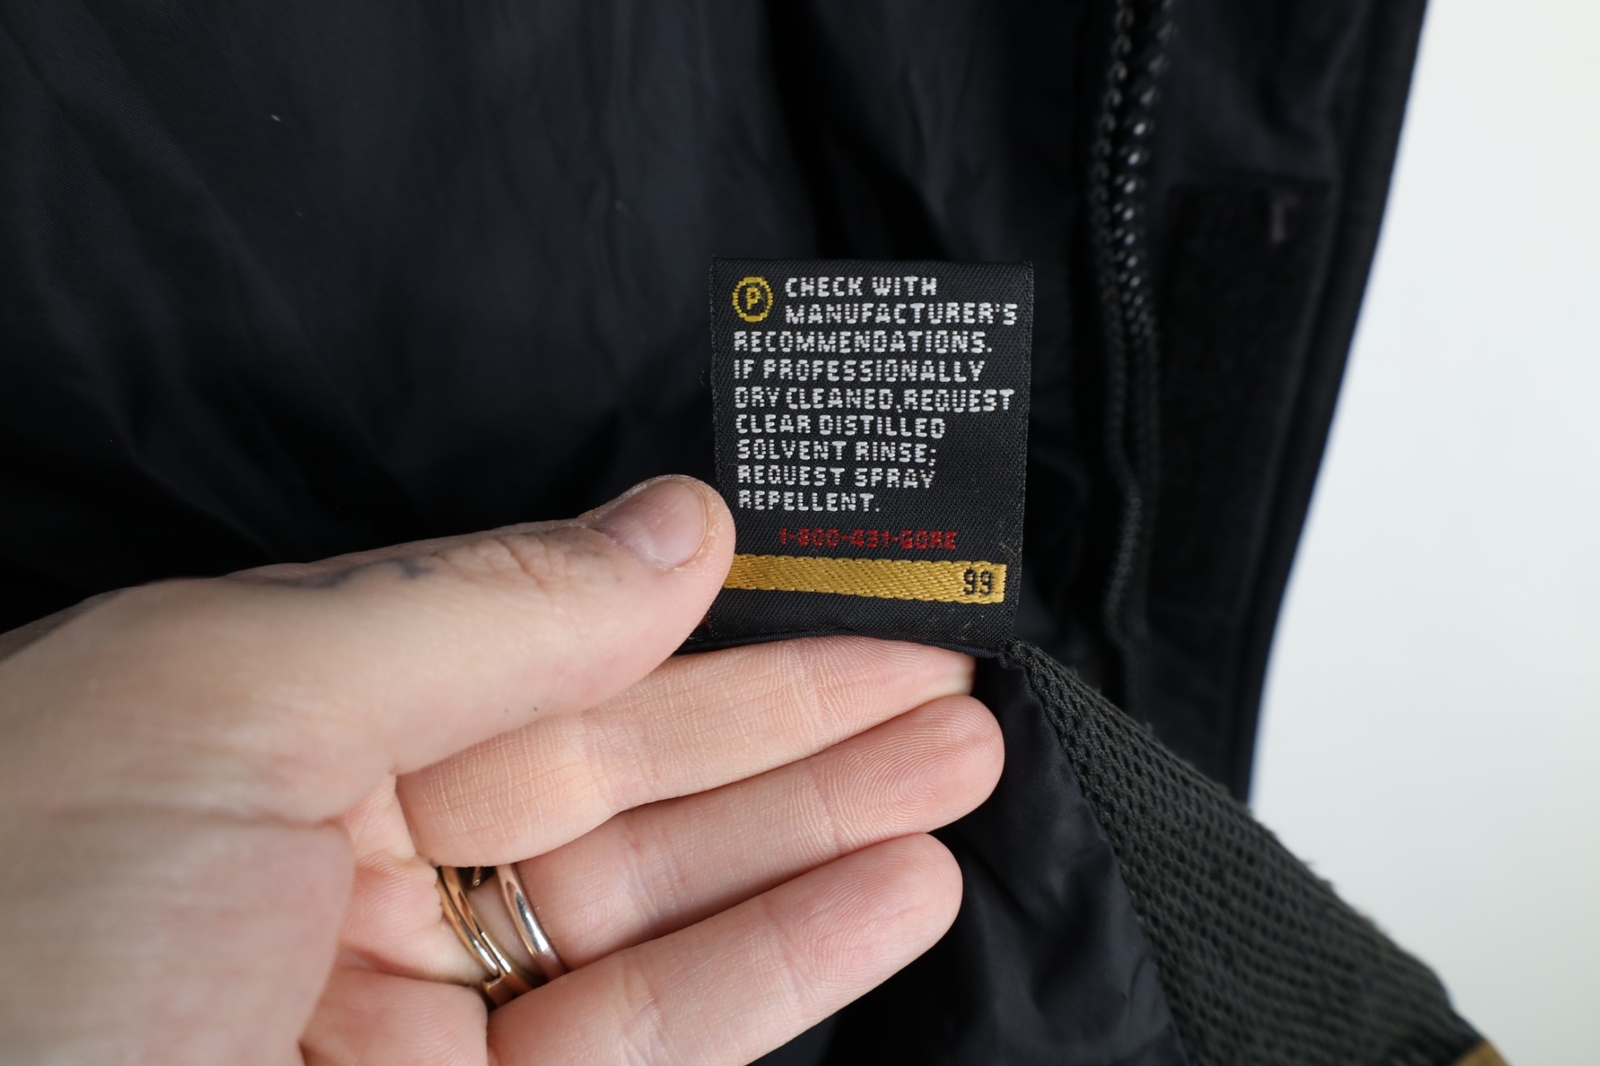 P CHECK WITH
MANUFACTURER'S
RECOMMENDATIONS.
IF PROFESSIONALLY
DRY CLEANED, REQUEST
CLEAR DISTILLED
SOLVENT RINSE;
REQUEST SPRAY
REPELLENT.
1-800-431-GORE
99